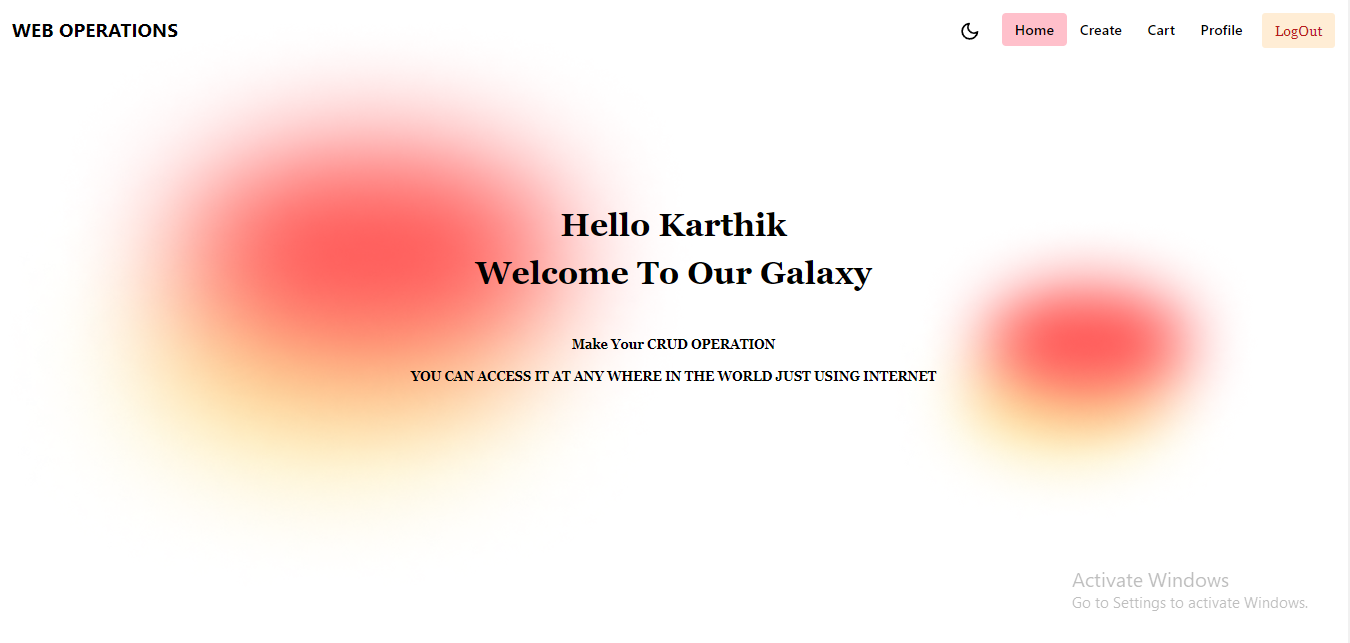 WEB OPERATIONS
Home Create Cart Profile LogOut
Hello Karthik
Welcome To Our Galaxy
Make Your CRUD OPERATION
YOU CAN ACCESS IT AT ANY WHERE IN THE WORLD JUST USING INTERNET
Activate Windows
Go to Settings to activate Windows.